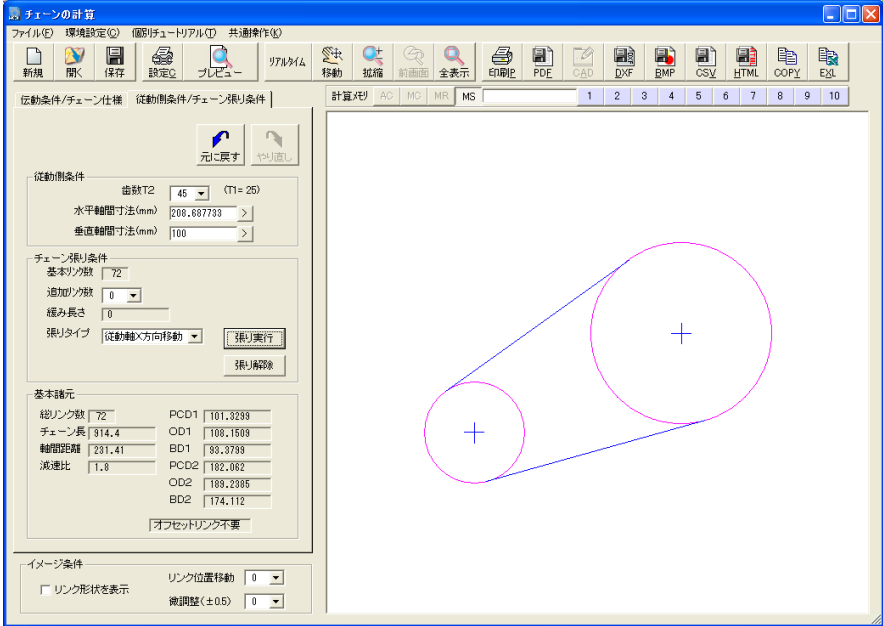 チェーンの計算
ファイル(F) 環境設定(C) 個別チュートリアル(T) 共通操作(K)
新規 開く 保存 設定C プレビュー リアルタイム 移動 拡縮 前画面 全表示 印刷P PDF CAD DXF BMP CSV HTML COPY EXL
伝動条件/チェーン仕様 従動側条件/チェーン張り条件
計算メモリ AC MC MR MS 1 2 3 4 5 6 7 8 9 10
元に戻す やり直し
従動側条件
歯数T2 45 (T1= 25)
水平軸間寸法(mm) 208.687733 >
垂直軸間寸法(mm) 100 >
チェーン張り条件
基本リンク数 72
追加リンク数 0
緩み長さ 0
張りタイプ 従動軸X方向移動 張り実行
張り解除
基本諸元
総リンク数 72 PCD1 101.3299
チェーン長 914.4 OD1 108.1509
軸間距離 231.41 BD1 93.3799
減速比 1.8 PCD2 182.062
OD2 189.2385
BD2 174.112
オフセットリンク不要
イメージ条件
リンク位置移動 0
リンク形状を表示
微調整(±0.5) 0